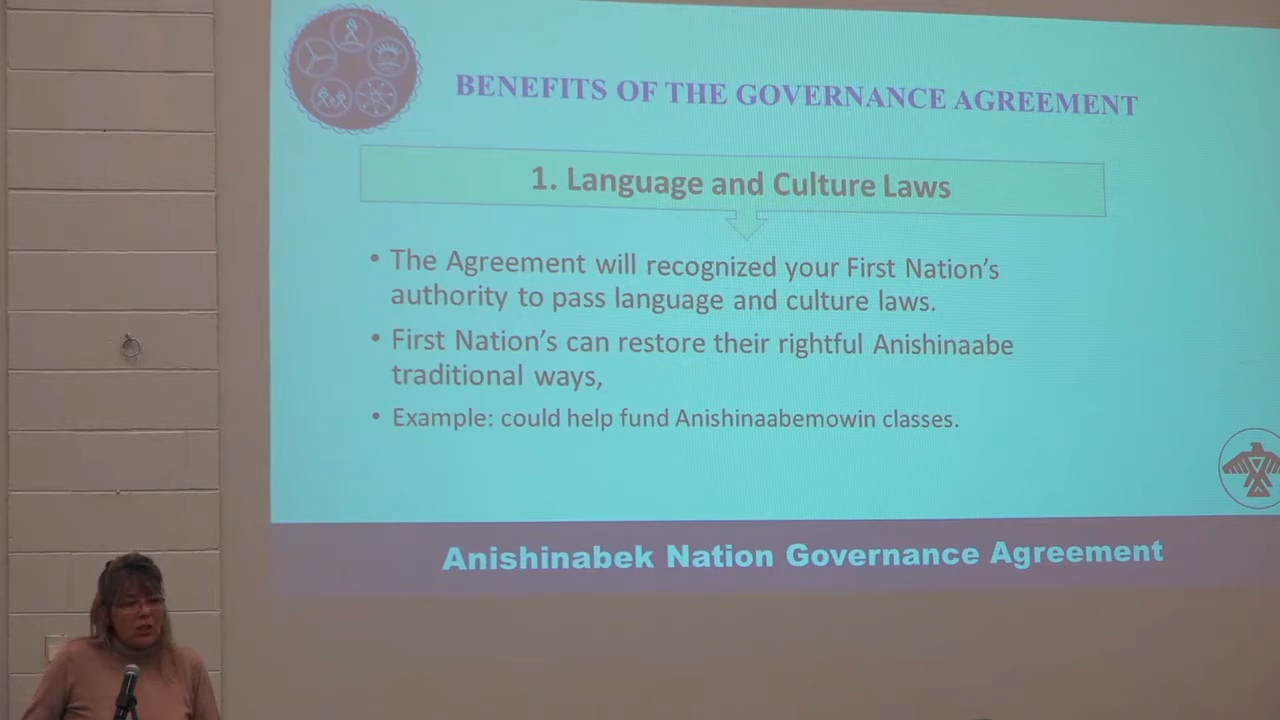 BENEFITS OF THE GOVERNANCE AGREEMENT
1. Language and Culture Laws
• The Agreement will recognized your First Nation's
authority to pass language and culture laws.
• First Nation's can restore their rightful Anishinaabe
traditional ways,
• Example: could help fund Anishinaabemowin classes.
Anishinabek Nation Governance Agreement